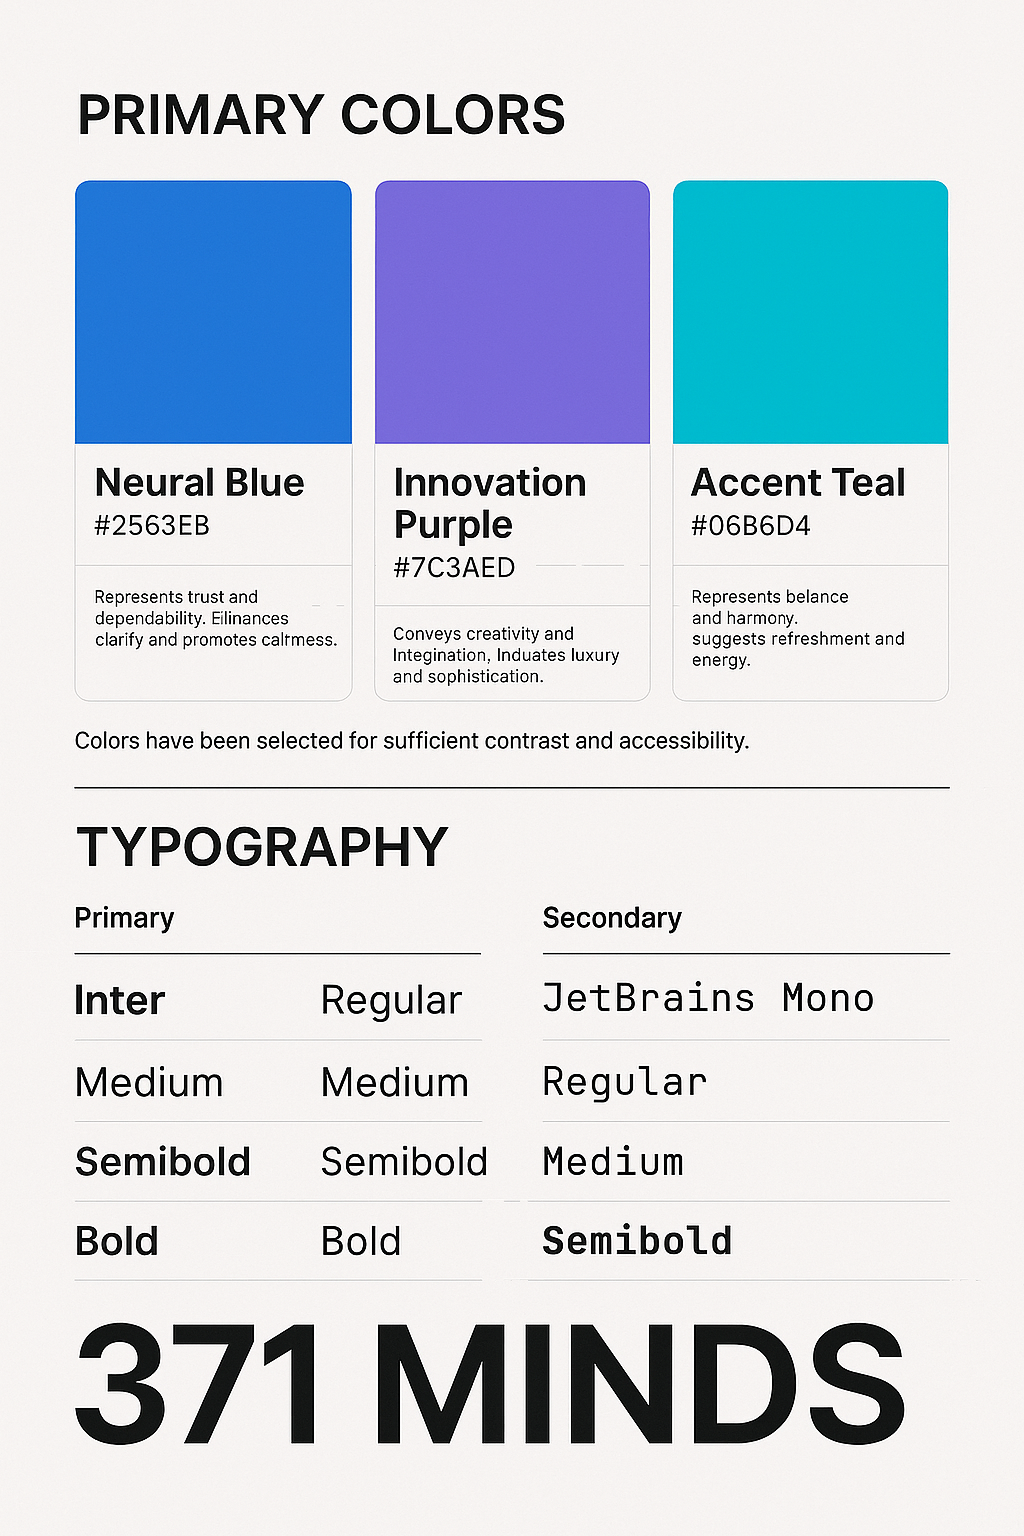 PRIMARY COLORS
Neural Blue
#2563EB
Represents trust and
dependability. Eilinances
clarify and promotes calrmess.
Innovation
Purple
#7C3AED
Conveys creativity and
Integination, Induates luxury
and sophistication.
Accent Teal
#06B6D4
Represents belance
and harmony.
suggests refreshment and
energy.
Colors have been selected for sufficient contrast and accessibility.
TYPOGRAPHY
Primary
Inter Regular
Medium Medium
Semibold Semibold
Bold Bold
Secondary
JetBrains Mono
Regular
Medium
Semibold
371 MINDS